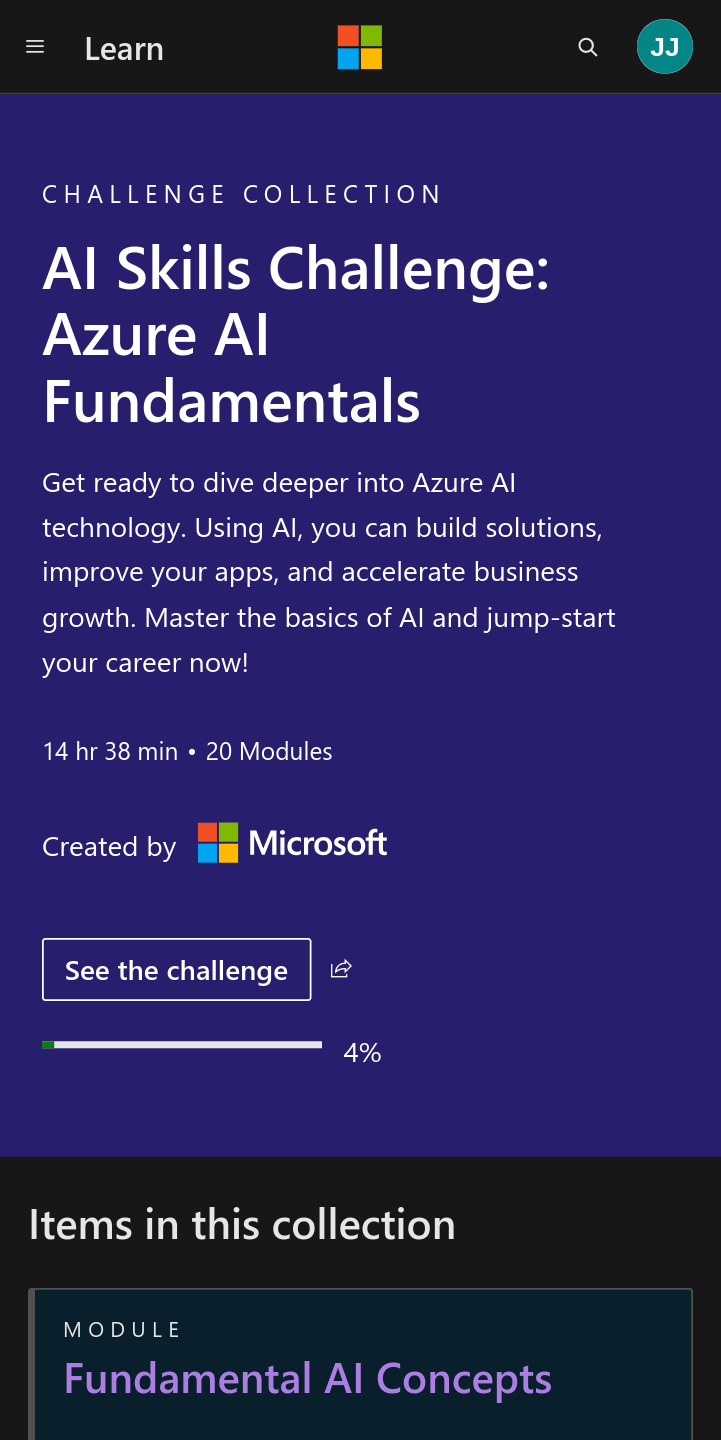 Learn
JJ
CHALLENGE COLLECTION
AI Skills Challenge:
Azure AI
Fundamentals
Get ready to dive deeper into Azure AI
technology. Using AI, you can build solutions,
improve your apps, and accelerate business
growth. Master the basics of AI and jump-start
your career now!
14 hr 38 min • 20 Modules
Created by Microsoft
See the challenge
4%
Items in this collection
MODULE
Fundamental AI Concepts